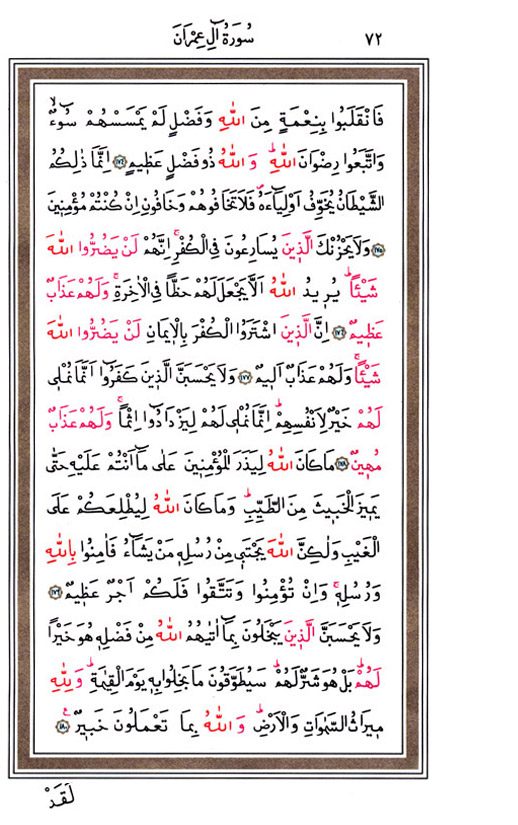 ٧٢ سُورَةُ اٰلِ عِمْرَانَ
فَانْقَلَبُوا بِنِعْمَةٍ مِنَ اللّٰهِ وَفَضْلٍ لَمْ يَمْسَسْهُمْ سُٓوءٌۙ
وَاتَّبَعُوا رِضْوَانَ اللّٰهِۜ وَاللّٰهُ ذُو فَضْلٍ عَظٖيمٍ ﴿١٧٤﴾ اِنَّمَا ذٰلِكُمُ
الشَّيْطَانُ يُخَوِّفُ اَوْلِيَٓاءَهُۖ فَلَا تَخَافُوهُمْ وَخَافُونِ اِنْ كُنْتُمْ مُؤْمِنٖينَ
﴿١٧٥﴾ وَلَا يَحْزُنْكَ الَّذٖينَ يُسَارِعُونَ فِي الْكُفْرِۚ اِنَّهُمْ لَنْ يَضُرُّوا اللّٰهَ
شَيْـًٔاۜ يُرٖيدُ اللّٰهُ اَلَّا يَجْعَلَ لَهُمْ حَظًّا فِي الْاٰخِرَةِۚ وَلَهُمْ عَذَابٌ
عَظٖيمٌ ﴿١٧٦﴾ اِنَّ الَّذٖينَ اشْتَرَوُا الْكُفْرَ بِالْاٖيمَانِ لَنْ يَضُرُّوا اللّٰهَ
شَيْـًٔاۚ وَلَهُمْ عَذَابٌ اَلٖيمٌ ﴿١٧٧﴾ وَلَا يَحْسَبَنَّ الَّذٖينَ كَفَرُٓوا اَنَّمَا نُمْلٖي
لَهُمْ خَيْرٌ لِاَنْفُسِهِمْۜ اِنَّمَا نُمْلٖي لَهُمْ لِيَزْدَادُٓوا اِثْمًاۚ وَلَهُمْ عَذَابٌ
مُهٖينٌ ﴿١٧٨﴾ مَا كَانَ اللّٰهُ لِيَذَرَ الْمُؤْمِنٖينَ عَلٰى مَٓا اَنْتُمْ عَلَيْهِ حَتّٰى
يَمٖيزَ الْخَبٖيثَ مِنَ الطَّيِّبِۜ وَمَا كَانَ اللّٰهُ لِيُطْلِعَكُمْ عَلَى
الْغَيْبِ وَلٰكِنَّ اللّٰهَ يَجْتَبٖي مِنْ رُسُلِهٖ مَنْ يَشَٓاءُ فَاٰمِنُوا بِاللّٰهِ
وَرُسُلِهٖۚ وَاِنْ تُؤْمِنُوا وَتَتَّقُوا فَلَكُمْ اَجْرٌ عَظٖيمٌ ﴿١٧٩﴾
وَلَا يَحْسَبَنَّ الَّذٖينَ يَبْخَلُونَ بِمَٓا اٰتٰيهُمُ اللّٰهُ مِنْ فَضْلِهٖ هُوَ خَيْرًا
لَهُمْۜ بَلْ هُوَ شَرٌّ لَهُمْۜ سَيُطَوَّقُونَ مَا بَخِلُوا بِهٖ يَوْمَ الْقِيٰمَةِۜ وَلِلّٰهِ
مٖيرَاثُ السَّمٰوَاتِ وَالْاَرْضِۜ وَاللّٰهُ بِمَا تَعْمَلُونَ خَبٖيرٌࣖ ﴿١٨٠﴾
لَقَدْ